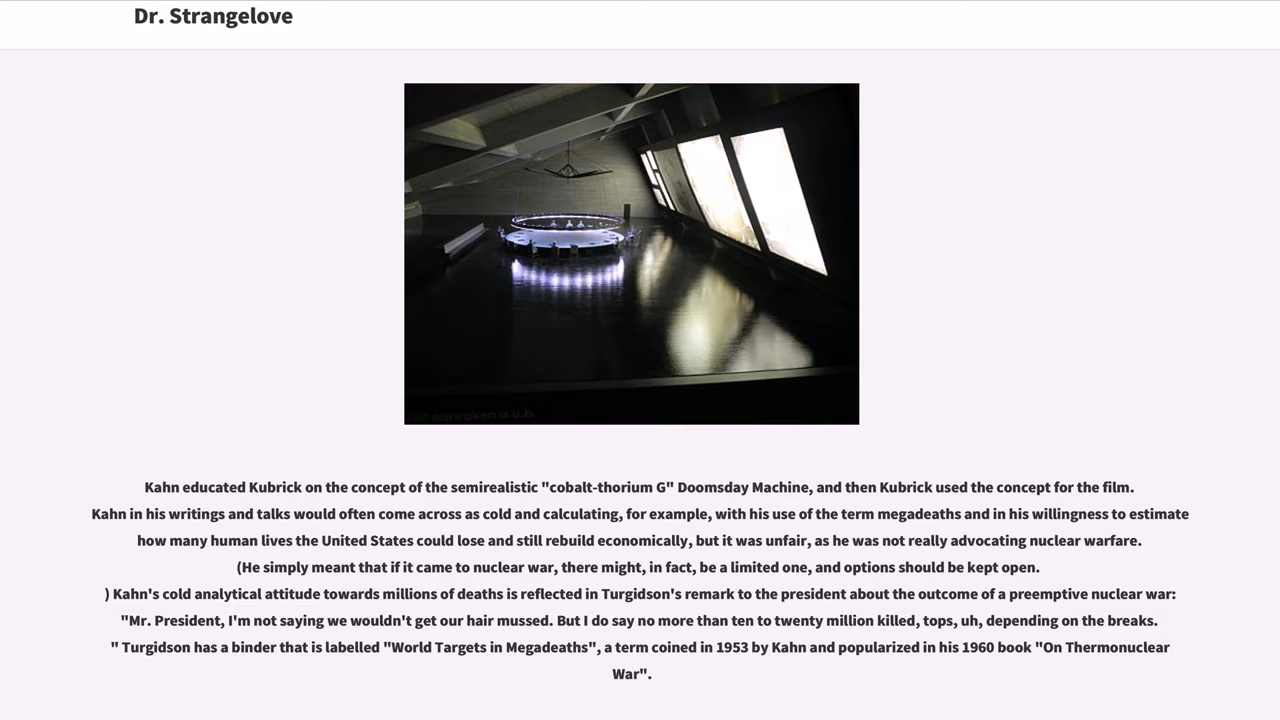 Dr. Strangelove
Kahn educated Kubrick on the concept of the semirealistic "cobalt-thorium G" Doomsday Machine, and then Kubrick used the concept for the film.
Kahn in his writings and talks would often come across as cold and calculating, for example, with his use of the term megadeaths and in his willingness to estimate
how many human lives the United States could lose and still rebuild economically, but it was unfair, as he was not really advocating nuclear warfare.
(He simply meant that if it came to nuclear war, there might, in fact, be a limited one, and options should be kept open.
) Kahn's cold analytical attitude towards millions of deaths is reflected in Turgidson's remark to the president about the outcome of a preemptive nuclear war:
"Mr. President, I'm not saying we wouldn't get our hair mussed. But I do say no more than ten to twenty million killed, tops, uh, depending on the breaks.
" Turgidson has a binder that is labelled "World Targets in Megadeaths", a term coined in 1953 by Kahn and popularized in his 1960 book "On Thermonuclear
War".